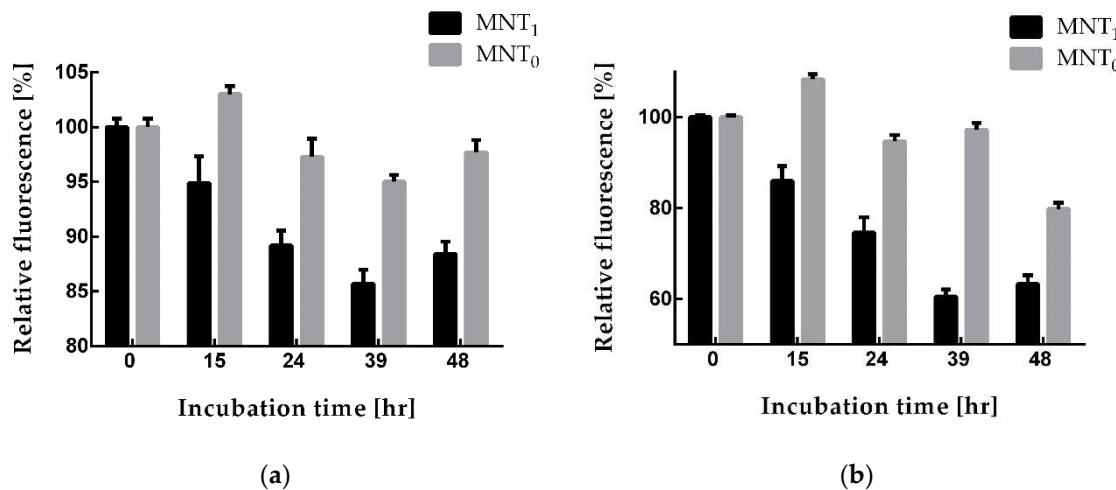 MNT₁
MNT₀
Relative fluorescence [%]
105
100
95
90
85
80
0 15 24 39 48
Incubation time [hr]
(a)
MNT₁
MNT₀
Relative fluorescence [%]
100
80
60
0 15 24 39 48
Incubation time [hr]
(b)